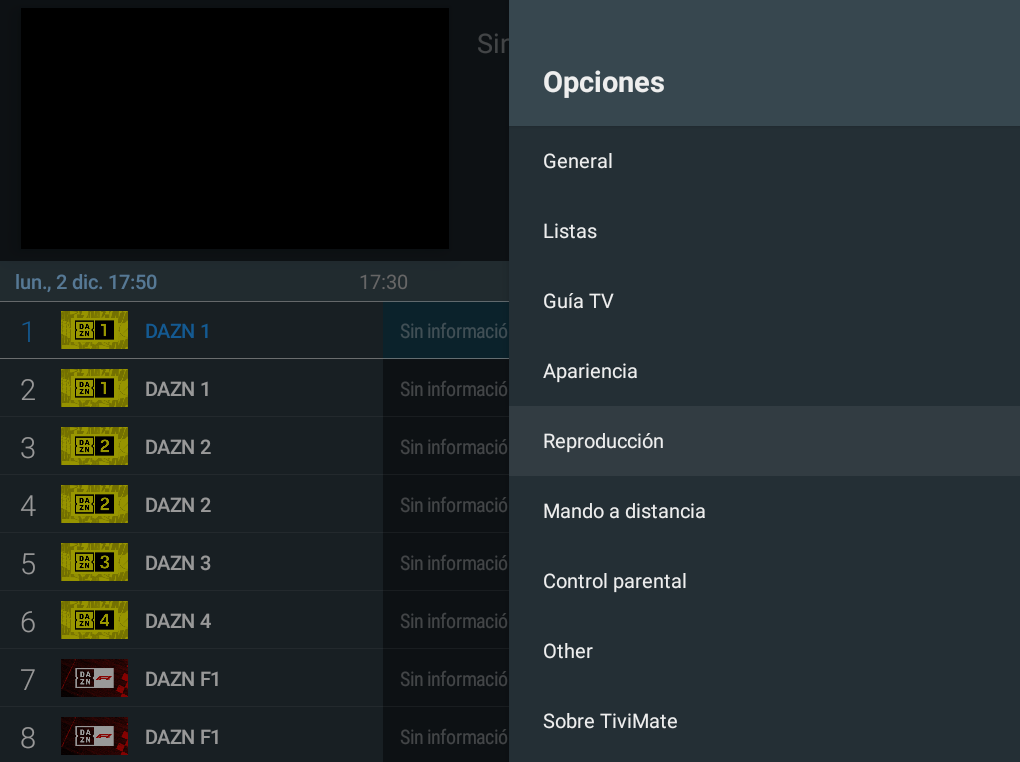 Sin
Opciones
General
Listas
Guía TV
Apariencia
Reproducción
Mando a distancia
Control parental
Other
Sobre TiviMate
lun., 2 dic. 17:50 17:30
1 DAZN 1 DAZN 1 Sin informació
2 DAZN 1 DAZN 1 Sin informació
3 DAZN 2 DAZN 2 Sin informació
4 DAZN 2 DAZN 2 Sin informació
5 DAZN 3 DAZN 3 Sin informació
6 DAZN 4 DAZN 4 Sin informació
7 DAZN DAZN F1 Sin informació
8 DAZN DAZN F1 Sin informació